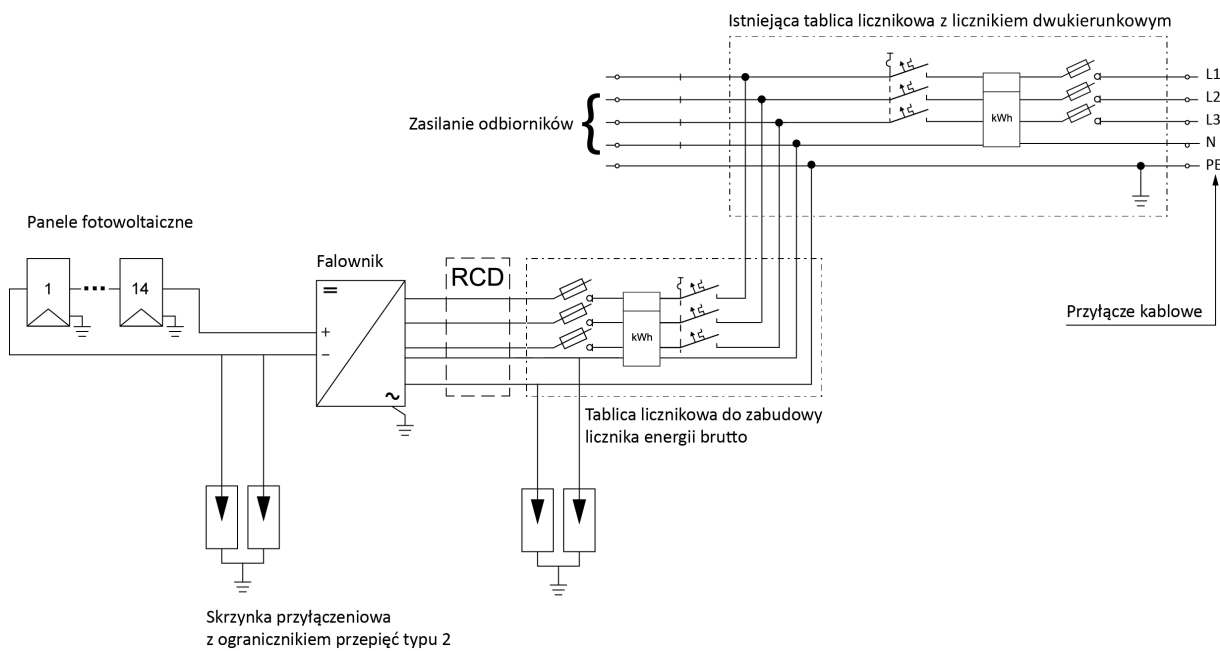 Istniejąca tablica licznikowa z licznikiem dwukierunkowym
L1
L2
kWh
L3
Zasilanie odbiorników
N
PE
Panele fotowoltaiczne
Falownik
RCD
1
14
Przyłącze kablowe
kWh
Tablica licznikowa do zabudowy
licznika energii brutto
Skrzynka przyłączeniowa
z ogranicznikiem przepięć typu 2